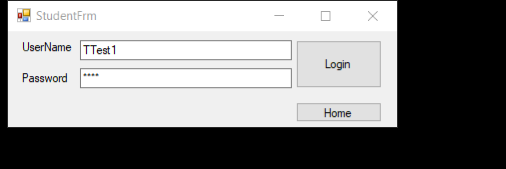 StudentFrm
UserName TTest1
Login
Password ****
Home